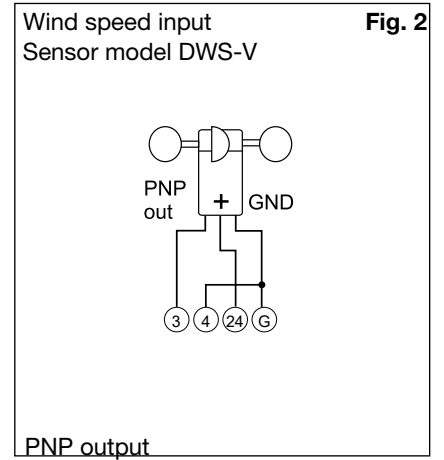 Wind speed input Fig. 2
Sensor model DWS-V
PNP
out
+
GND
3 4 24 G
PNP output